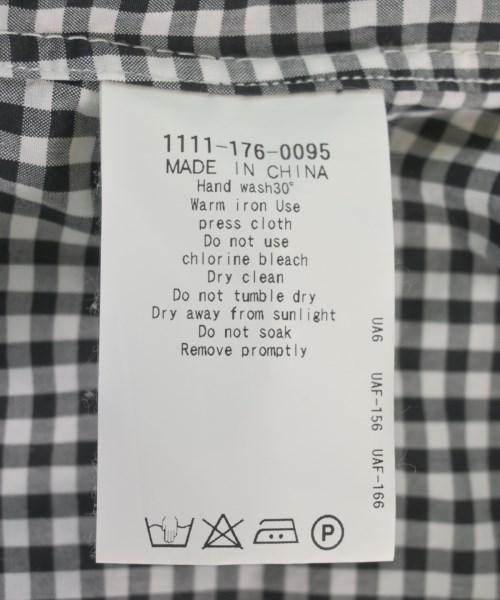 1111-176-0095
MADE IN CHINA
Hand wash30°
Warm iron Use
press cloth
Do not use
chlorine bleach
Dry clean
Do not tumble dry
Dry away from sunlight
Do not soak
Remove promptly
UA6 UAF-156 UAF-166
P